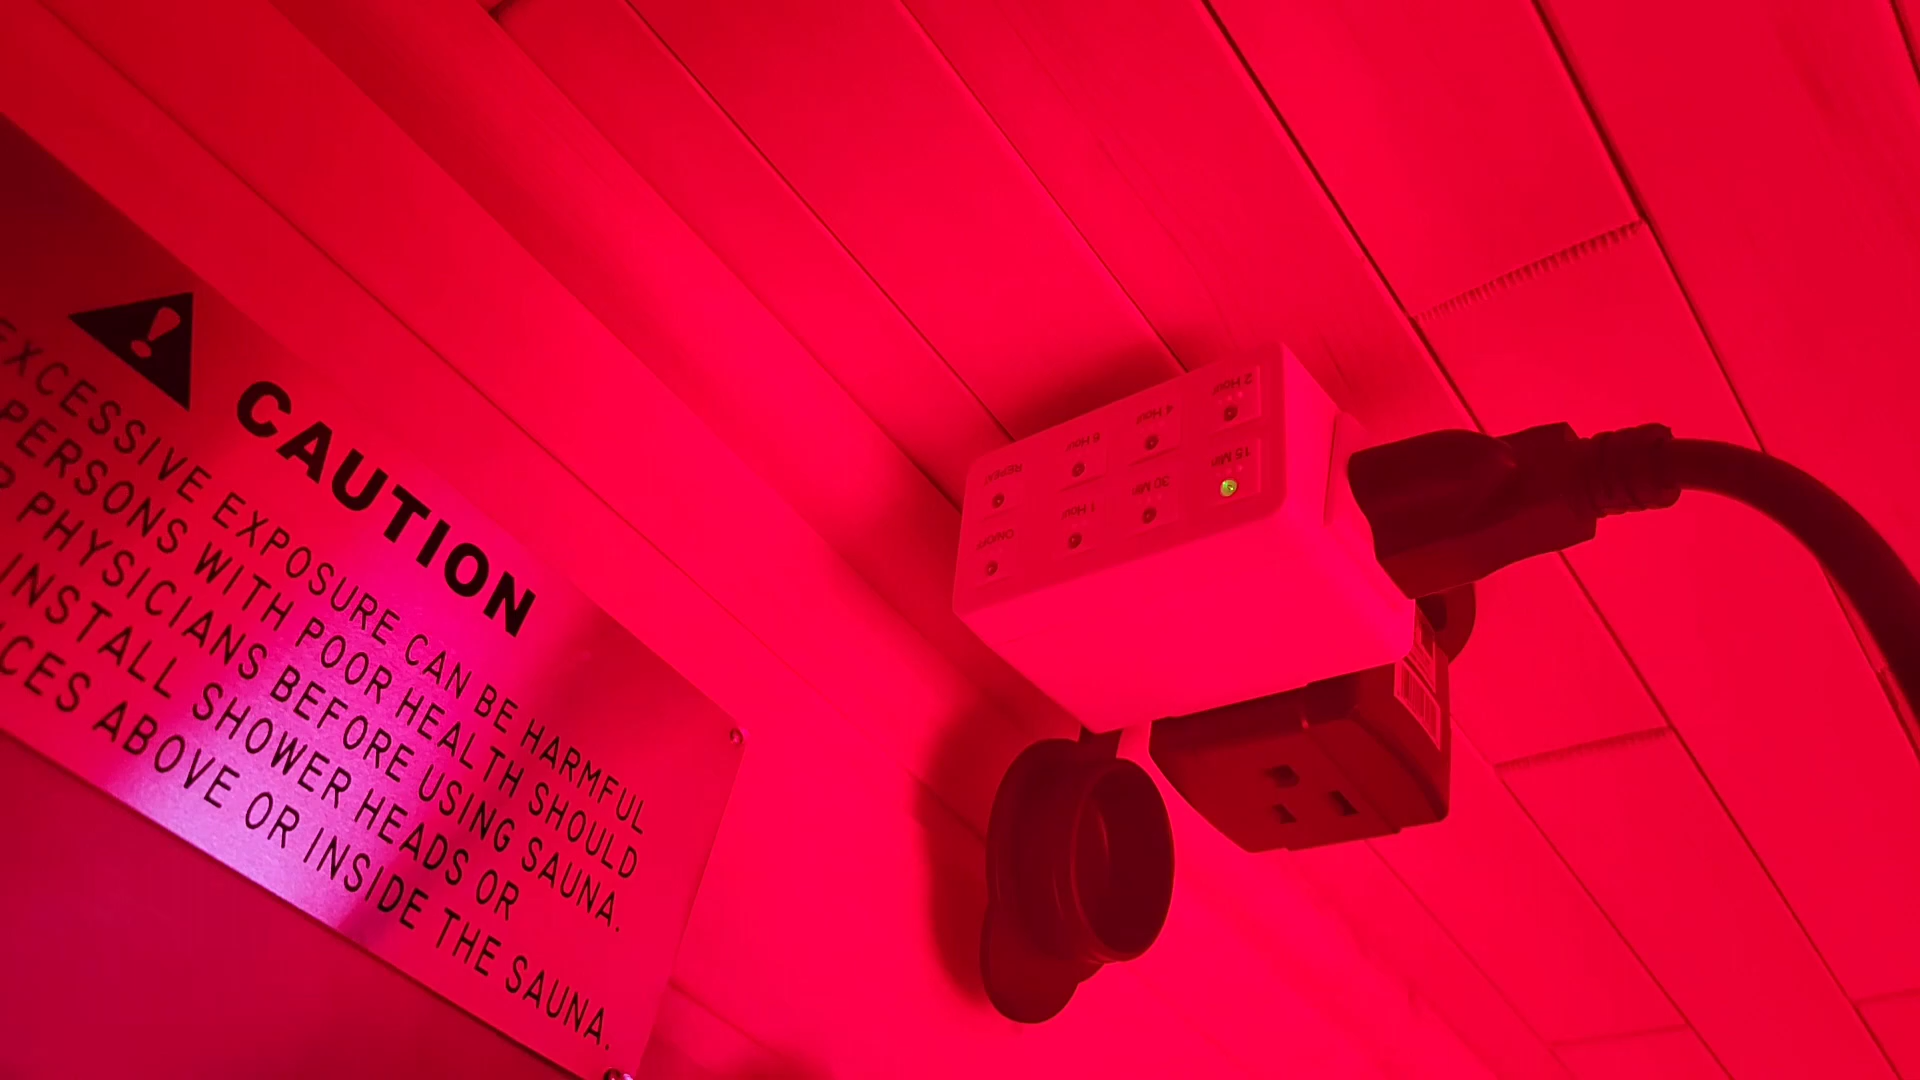 CAUTION
EXCESSIVE EXPOSURE CAN BE HARMFUL
PERSONS WITH POOR HEALTH SHOULD
PHYSICIANS BEFORE USING SAUNA.
INSTALL SHOWER HEADS OR
ABOVE OR INSIDE THE SAUNA.
ON/OFF
1 Hour
30 Min
15 Min
REPEAT
8 Hour
4 Hour
2 Hour